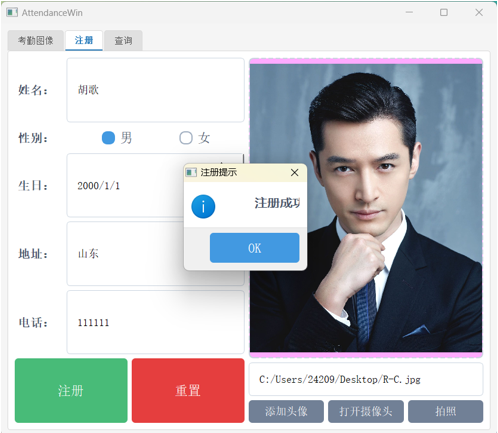 AttendanceWin
考勤图像 注册 查询
姓名： 胡歌
性别： 男 女
生日： 2000/1/1
地址： 山东
电话： 111111
注册 重置
注册提示
注册成功
OK
C:/Users/24209/Desktop/R-C.jpg
添加头像 打开摄像头 拍照